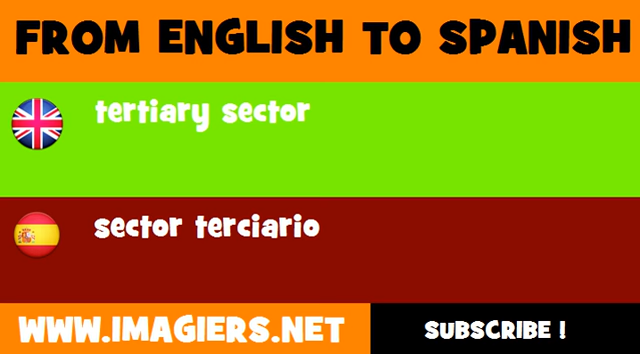 FROM ENGLISH TO SPANISH
tertiary sector
sector terciario
WWW.IMAGIERS.NET
SUBSCRIBE !